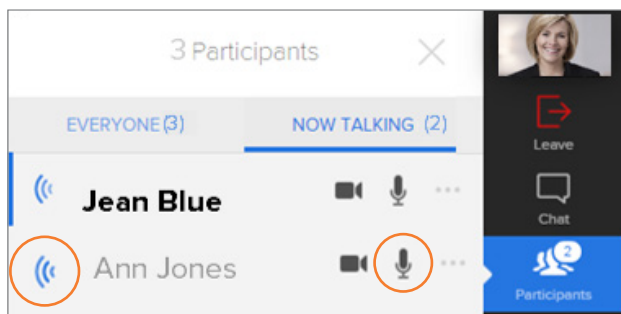 3 Participants
EVERYONE (3)
NOW TALKING (2)
Jean Blue
Ann Jones
Leave
Chat
2
Participants